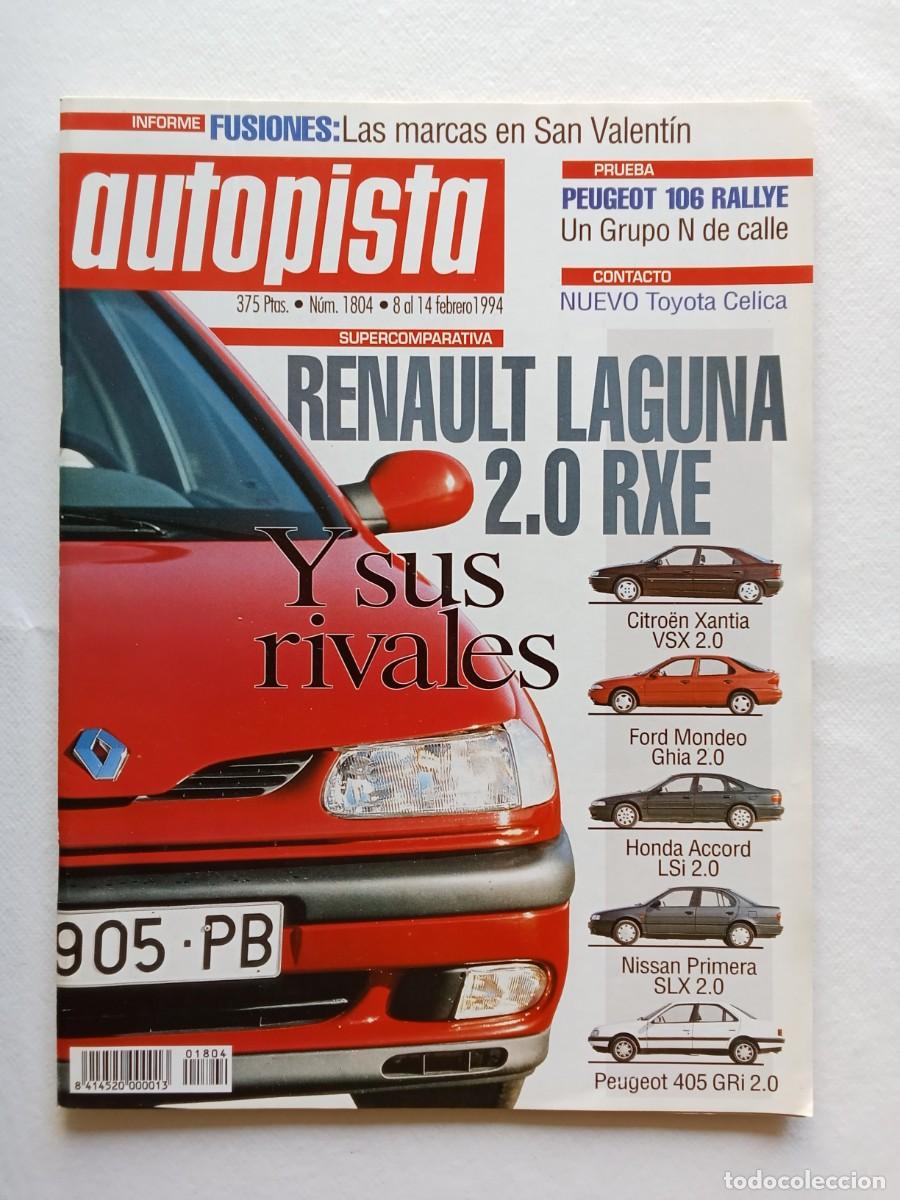 INFORME FUSIONES: Las marcas en San Valentín
autopista
375 Ptas. • Núm. 1804 • 8 al 14 febrero 1994
PRUEBA
PEUGEOT 106 RALLYE
Un Grupo N de calle
CONTACTO
NUEVO Toyota Celica
SUPERCOMPARATIVA
RENAULT LAGUNA
2.0 RXE
Y sus
rivales
Citroën Xantia
VSX 2.0
Ford Mondeo
Ghia 2.0
Honda Accord
LSi 2.0
Nissan Primera
SLX 2.0
Peugeot 405 GRi 2.0
905·PB
01804
8 414520 000013
todocoleccion